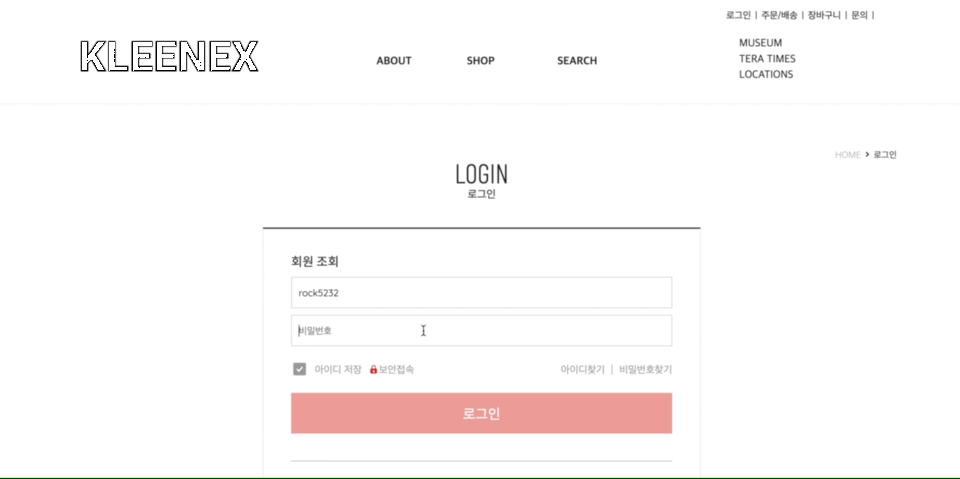 로그인 | 주문/배송 | 장바구니 | 문의 |
KLEENEX
ABOUT
SHOP
SEARCH
MUSEUM
TERA TIMES
LOCATIONS
HOME > 로그인
LOGIN
로그인
회원 조회
rock5232
비밀번호
아이디 저장 보안접속 아이디찾기 | 비밀번호찾기
로그인